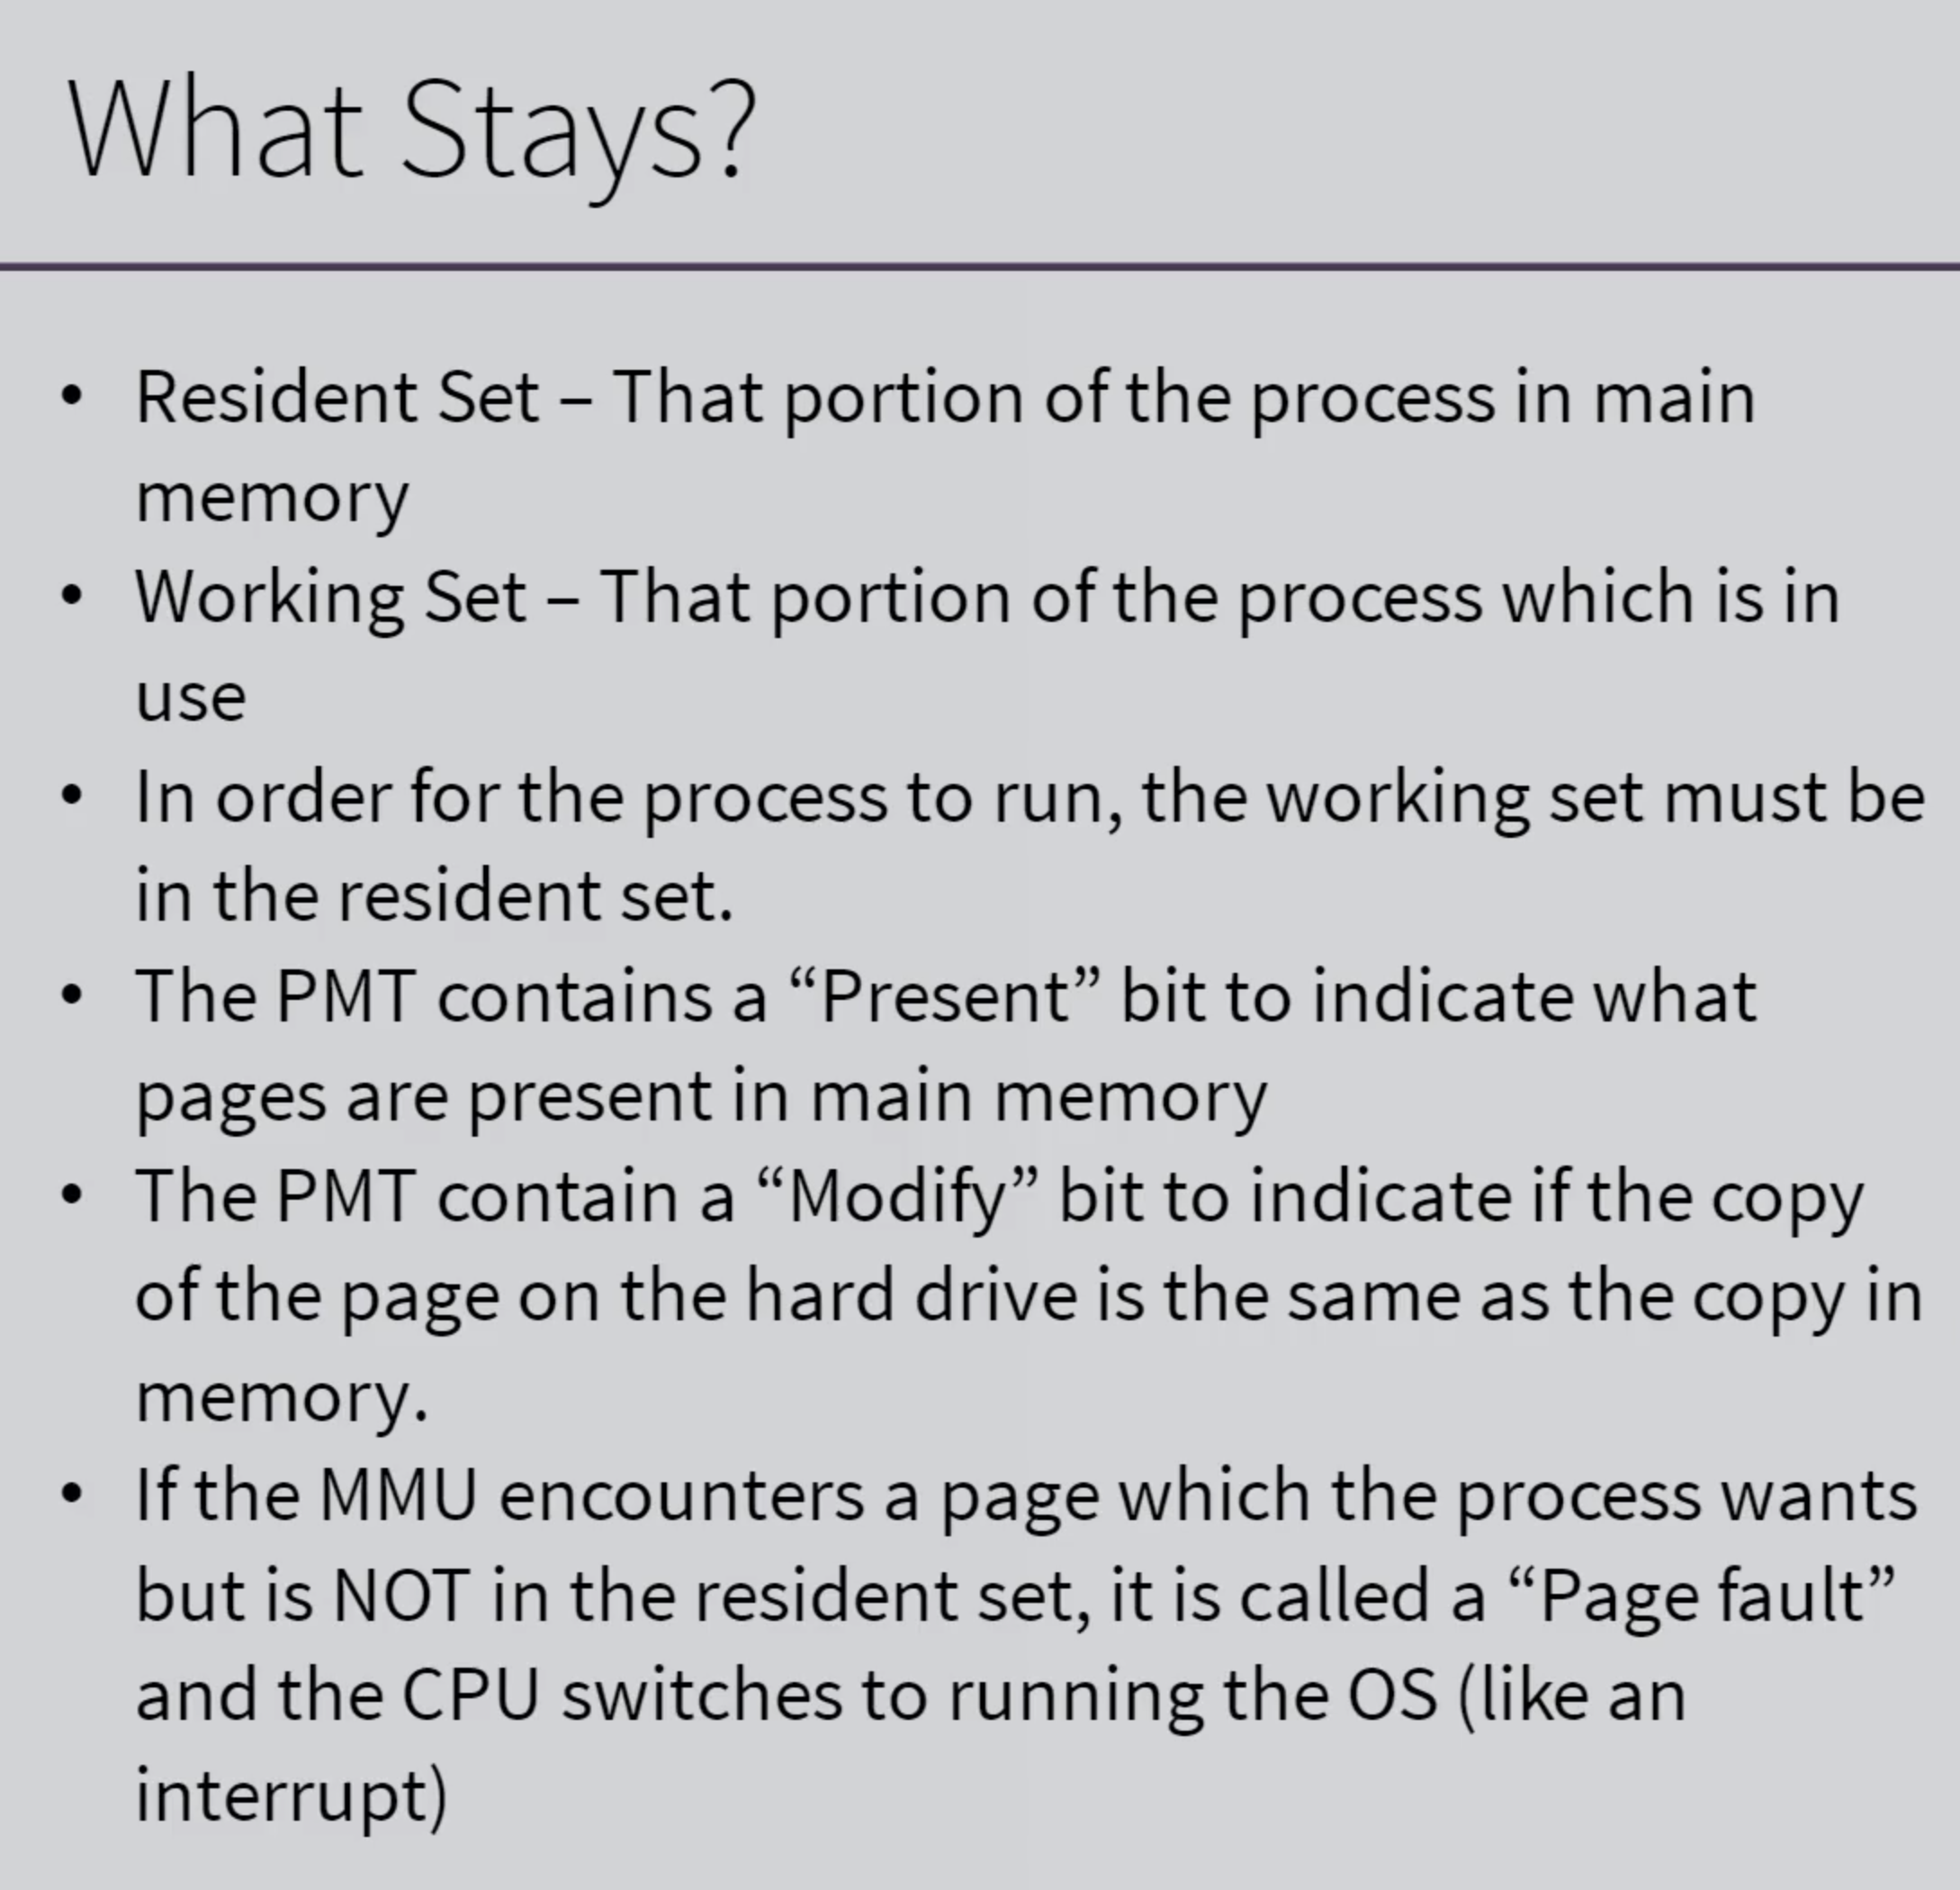 What Stays?
• Resident Set – That portion of the process in main
memory
• Working Set – That portion of the process which is in
use
• In order for the process to run, the working set must be
in the resident set.
• The PMT contains a “Present” bit to indicate what
pages are present in main memory
• The PMT contain a “Modify” bit to indicate if the copy
of the page on the hard drive is the same as the copy in
memory.
• If the MMU encounters a page which the process wants
but is NOT in the resident set, it is called a “Page fault”
and the CPU switches to running the OS (like an
interrupt)